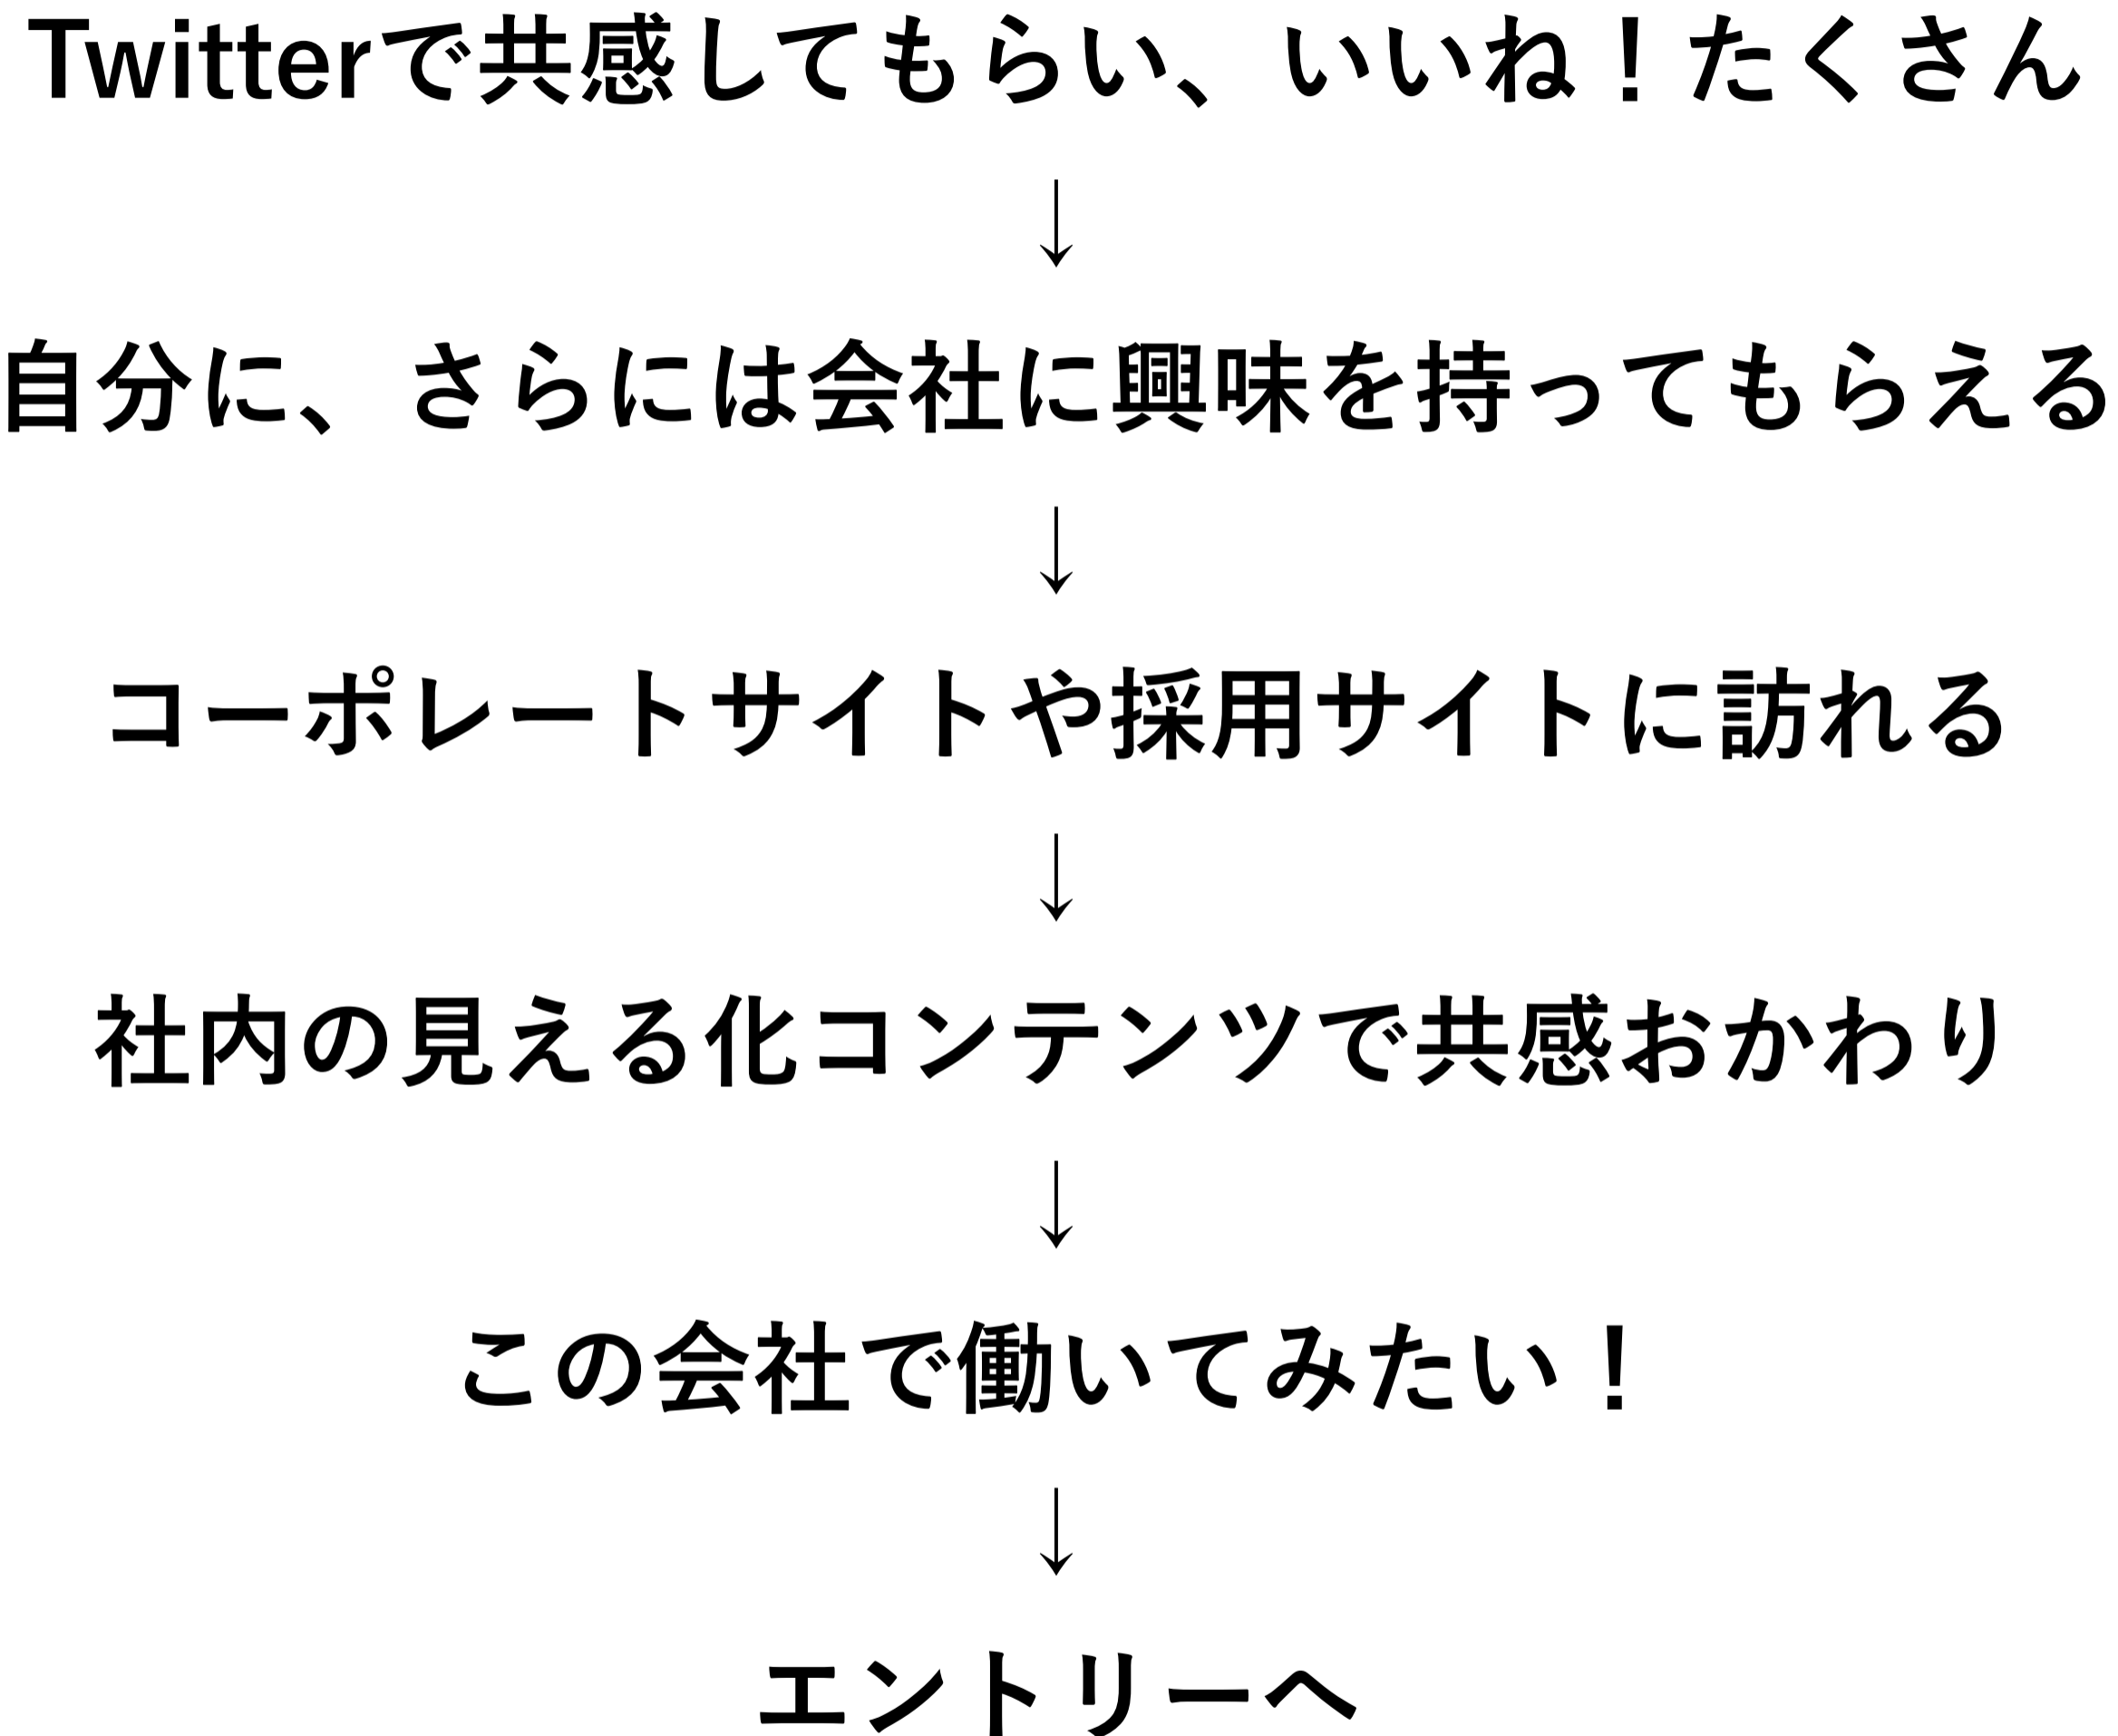 Twitterで共感してもらい、いいね！たくさん
↓
自分に、さらには会社に興味を持ってもらえる
↓
コーポレートサイトや採用サイトに訪れる
↓
社内の見える化コンテンツで共感おかわり
↓
この会社で働いてみたい！
↓
エントリーへ